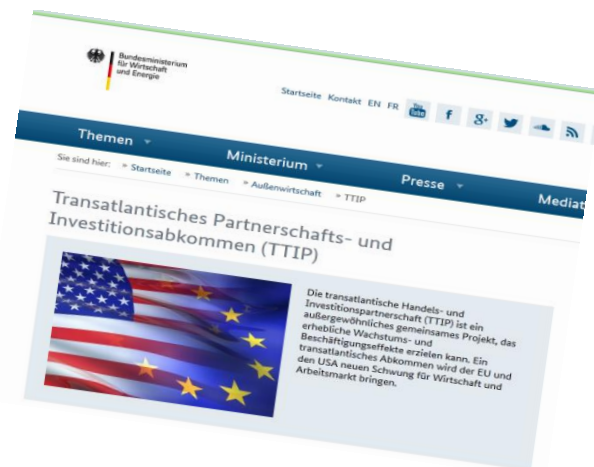 Bundesministerium
für Wirtschaft
und Energie
Startseite Kontakt EN FR You Tube f g+
Themen Ministerium Presse Mediat
Sie sind hier: » Startseite » Themen » Außenwirtschaft » TTIP
Transatlantisches Partnerschafts- und
Investitionsabkommen (TTIP)
Die transatlantische Handels- und
Investitionspartnerschaft (TTIP) ist ein
außergewöhnliches gemeinsames Projekt, das
erhebliche Wachstums- und
Beschäftigungseffekte erzielen kann. Ein
transatlantisches Abkommen wird der EU und
den USA neuen Schwung für Wirtschaft und
Arbeitsmarkt bringen.